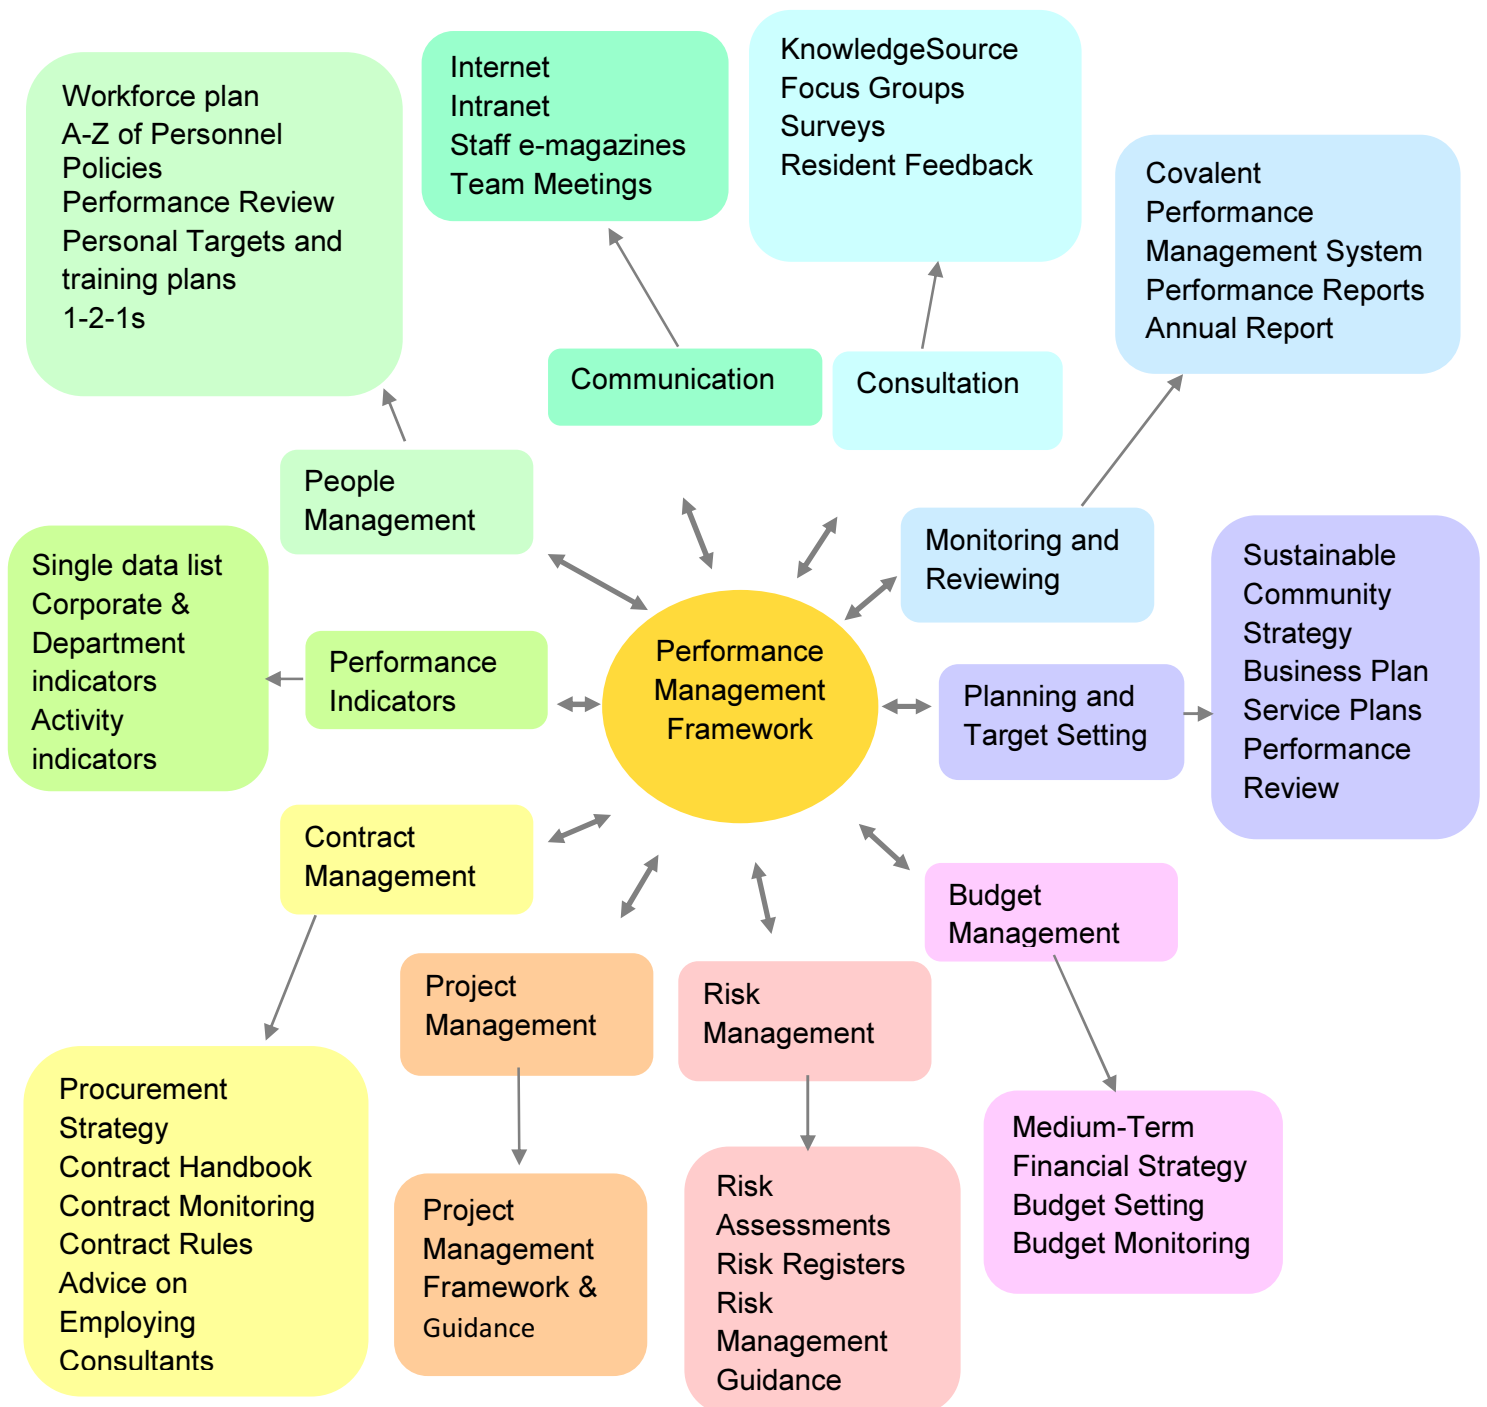 Workforce plan
A-Z of Personnel
Policies
Performance Review
Personal Targets and
training plans
1-2-1s
Internet
Intranet
Staff e-magazines
Team Meetings
KnowledgeSource
Focus Groups
Surveys
Resident Feedback
Covalent
Performance
Management System
Performance Reports
Annual Report
Communication
Consultation
People
Management
Monitoring and
Reviewing
Single data list
Corporate &
Department
indicators
Activity
indicators
Performance
Indicators
Performance
Management
Framework
Planning and
Target Setting
Sustainable
Community
Strategy
Business Plan
Service Plans
Performance
Review
Contract
Management
Budget
Management
Project
Management
Risk
Management
Procurement
Strategy
Contract Handbook
Contract Monitoring
Contract Rules
Advice on
Employing
Consultants
Project
Management
Framework &
Guidance
Risk
Assessments
Risk Registers
Risk
Management
Guidance
Medium-Term
Financial Strategy
Budget Setting
Budget Monitoring